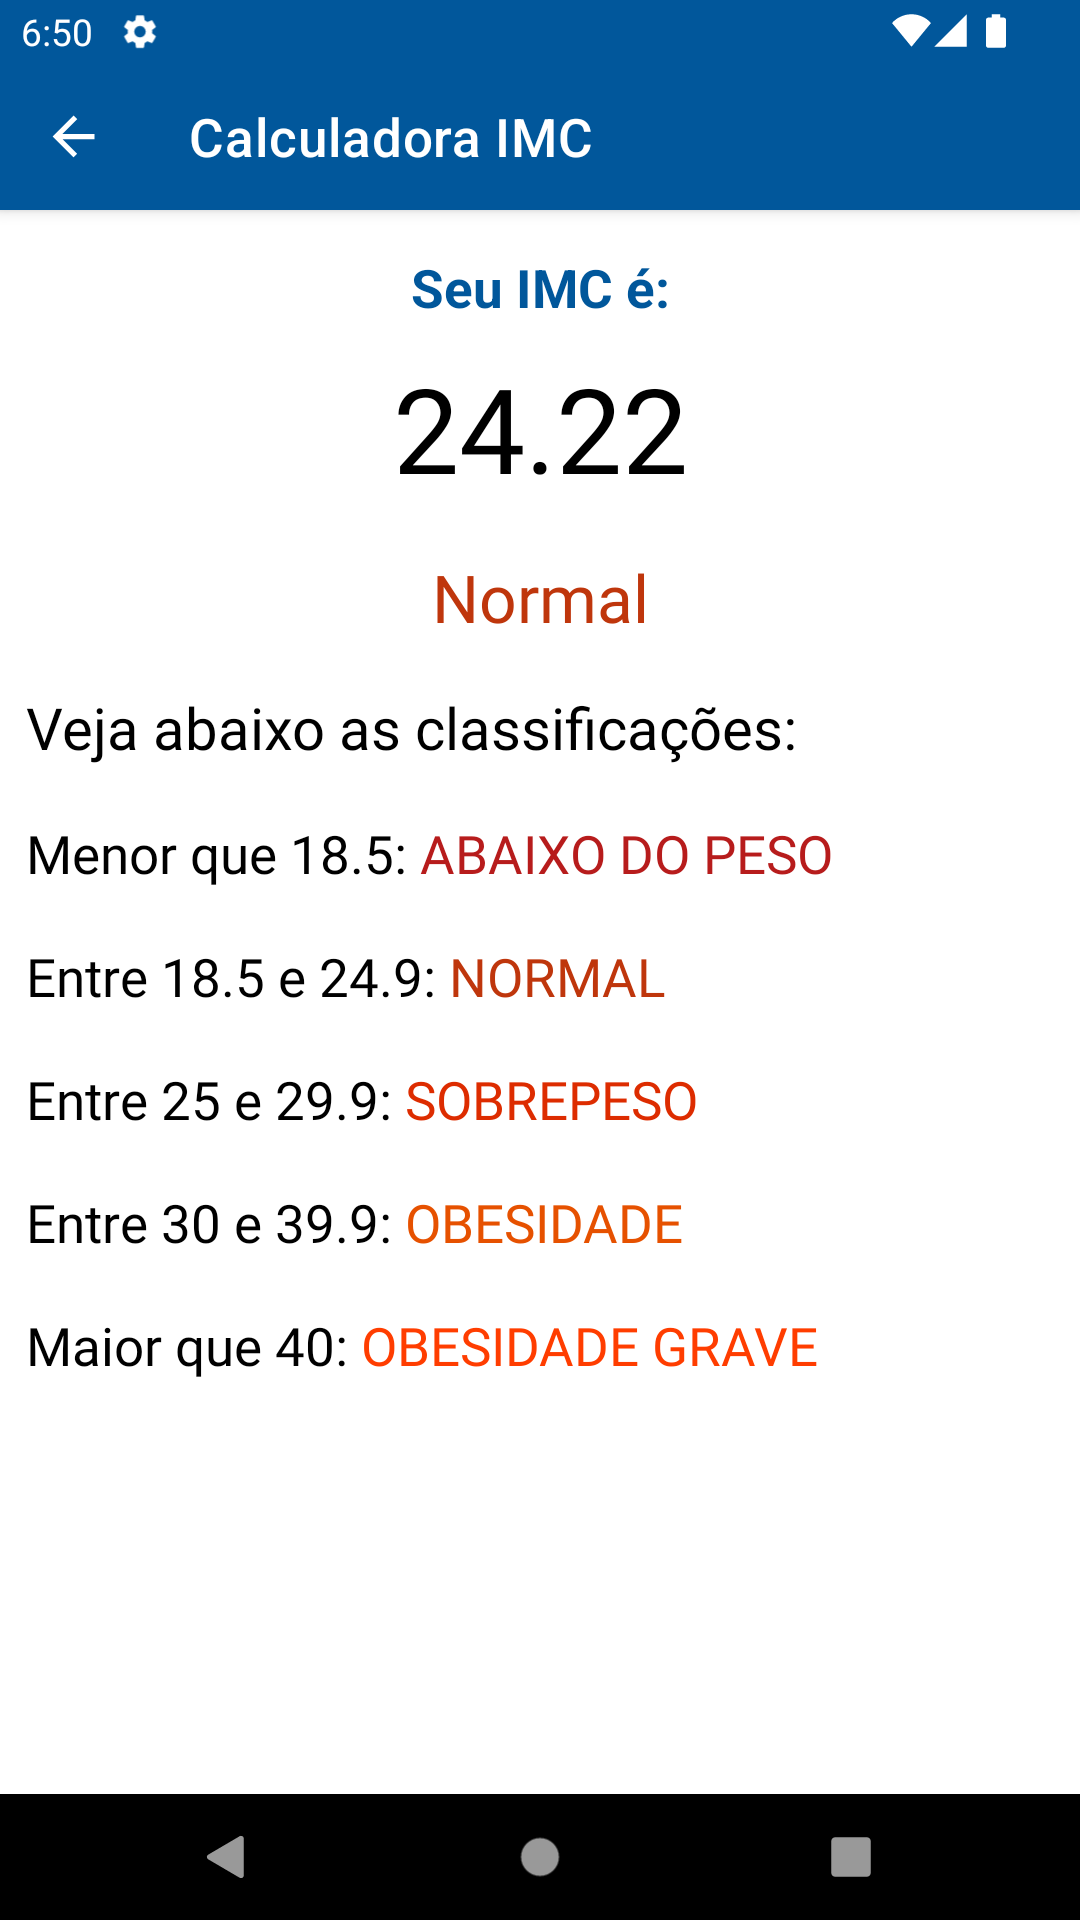 6:50
Calculadora IMC
Seu IMC é:
24.22
Normal
Veja abaixo as classificações:
Menor que 18.5: ABAIXO DO PESO
Entre 18.5 e 24.9: NORMAL
Entre 25 e 29.9: SOBREPESO
Entre 30 e 39.9: OBESIDADE
Maior que 40: OBESIDADE GRAVE